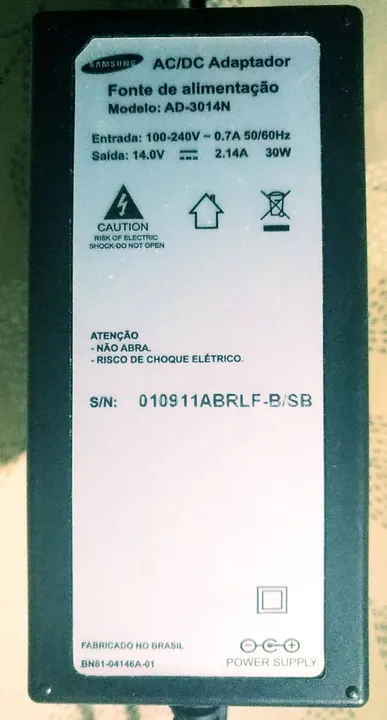 SAMSUNG AC/DC Adaptador
Fonte de alimentação
Modelo: AD-3014N
Entrada: 100-240V ~ 0.7A 50/60Hz
Saída: 14.0V ⎓ 2.14A 30W
CAUTION
RISK OF ELECTRIC
SHOCK-DO NOT OPEN
ATENÇÃO
- NÃO ABRA.
- RISCO DE CHOQUE ELÉTRICO.
S/N: 010911ABRLF-B/SB
FABRICADO NO BRASIL
BN81-04146A-01
POWER SUPPLY